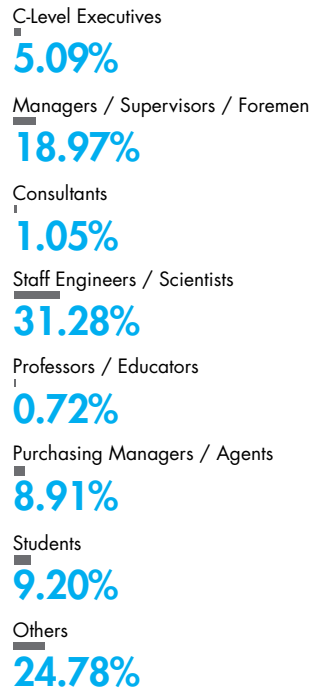 C-Level Executives
5.09%
Managers / Supervisors / Foremen
18.97%
Consultants
1.05%
Staff Engineers / Scientists
31.28%
Professors / Educators
0.72%
Purchasing Managers / Agents
8.91%
Students
9.20%
Others
24.78%